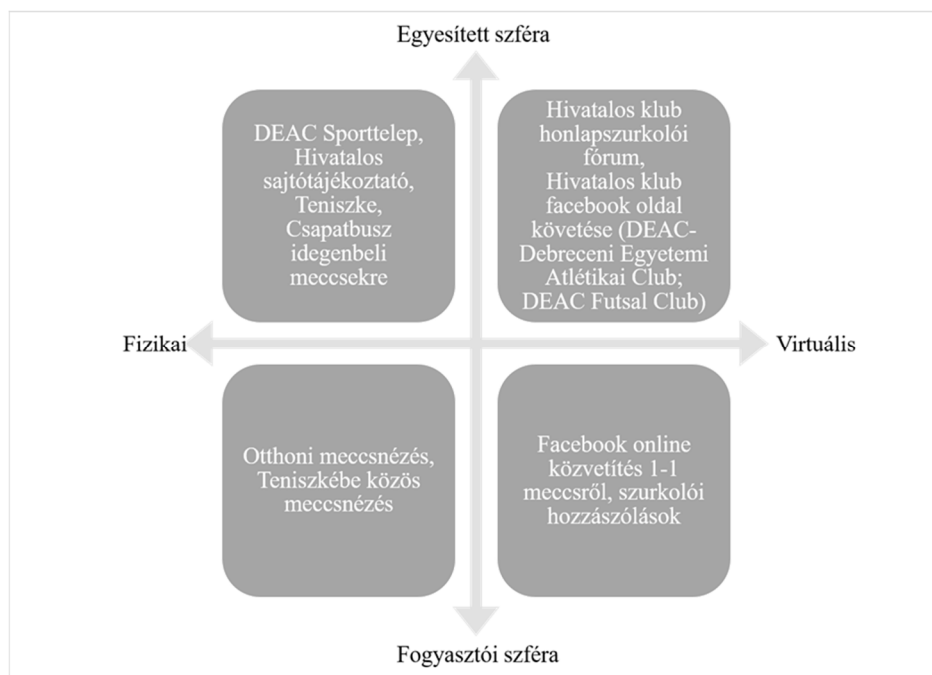 Egyesített szféra
DEAC Sporttelep,
Hivatalos
sajtótájékoztató,
Teniszke,
Csapatbusz
idegenbeli
meccsekre
Hivatalos klub
honlapszurkolói
fórum,
Hivatalos klub
facebook oldal
követése (DEAC-
Debreceni Egyetemi
Atlétikai Club;
DEAC Futsal Club)
Fizikai
Virtuális
Otthoni meccsnézés,
Teniszkébe közös
meccsnézés
Facebook online
közvetítés 1-1
meccsről, szurkolói
hozzászólások
Fogyasztói szféra